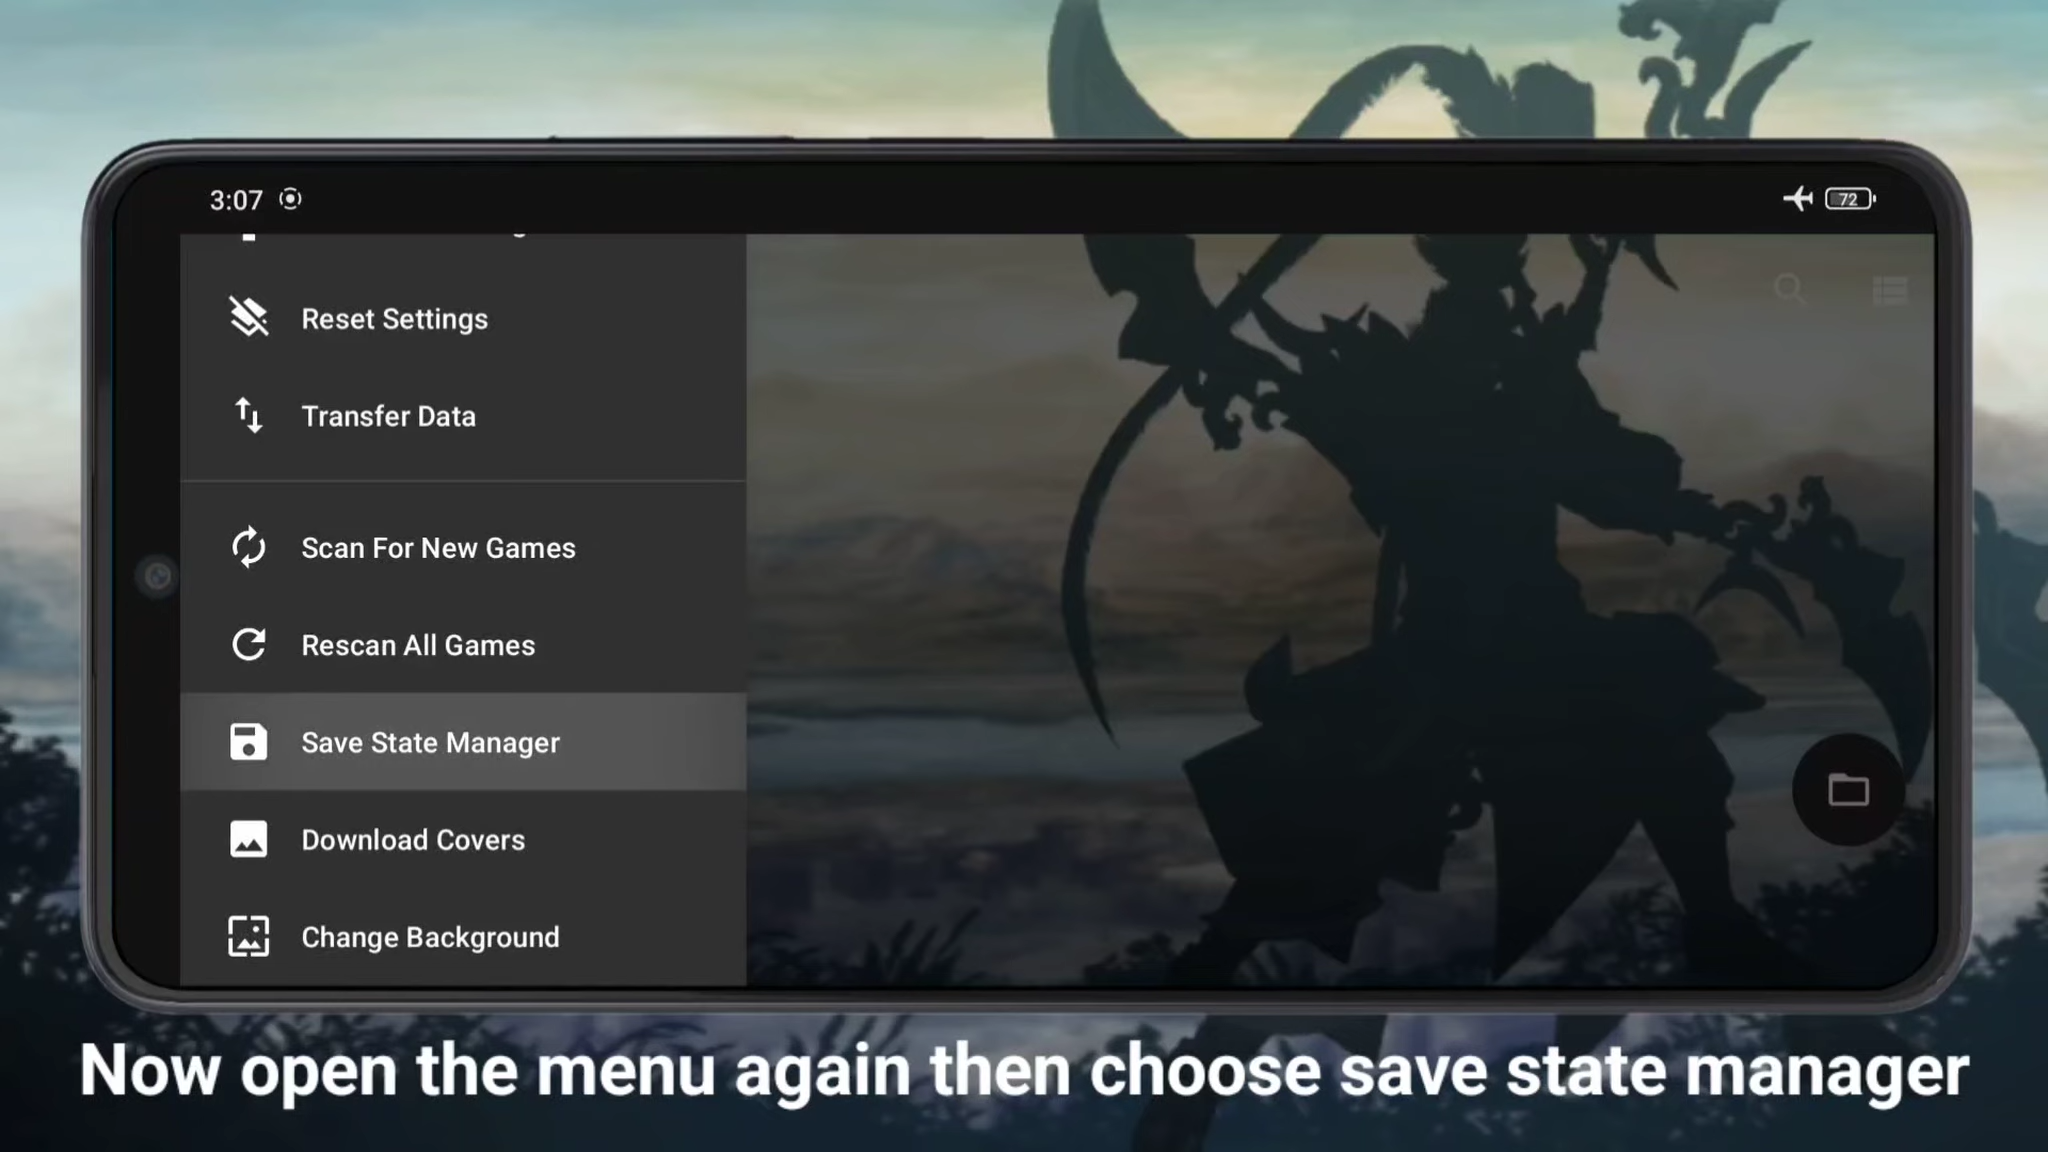 3:07
72
Reset Settings
Transfer Data
Scan For New Games
Rescan All Games
Save State Manager
Download Covers
Change Background
Now open the menu again then choose save state manager